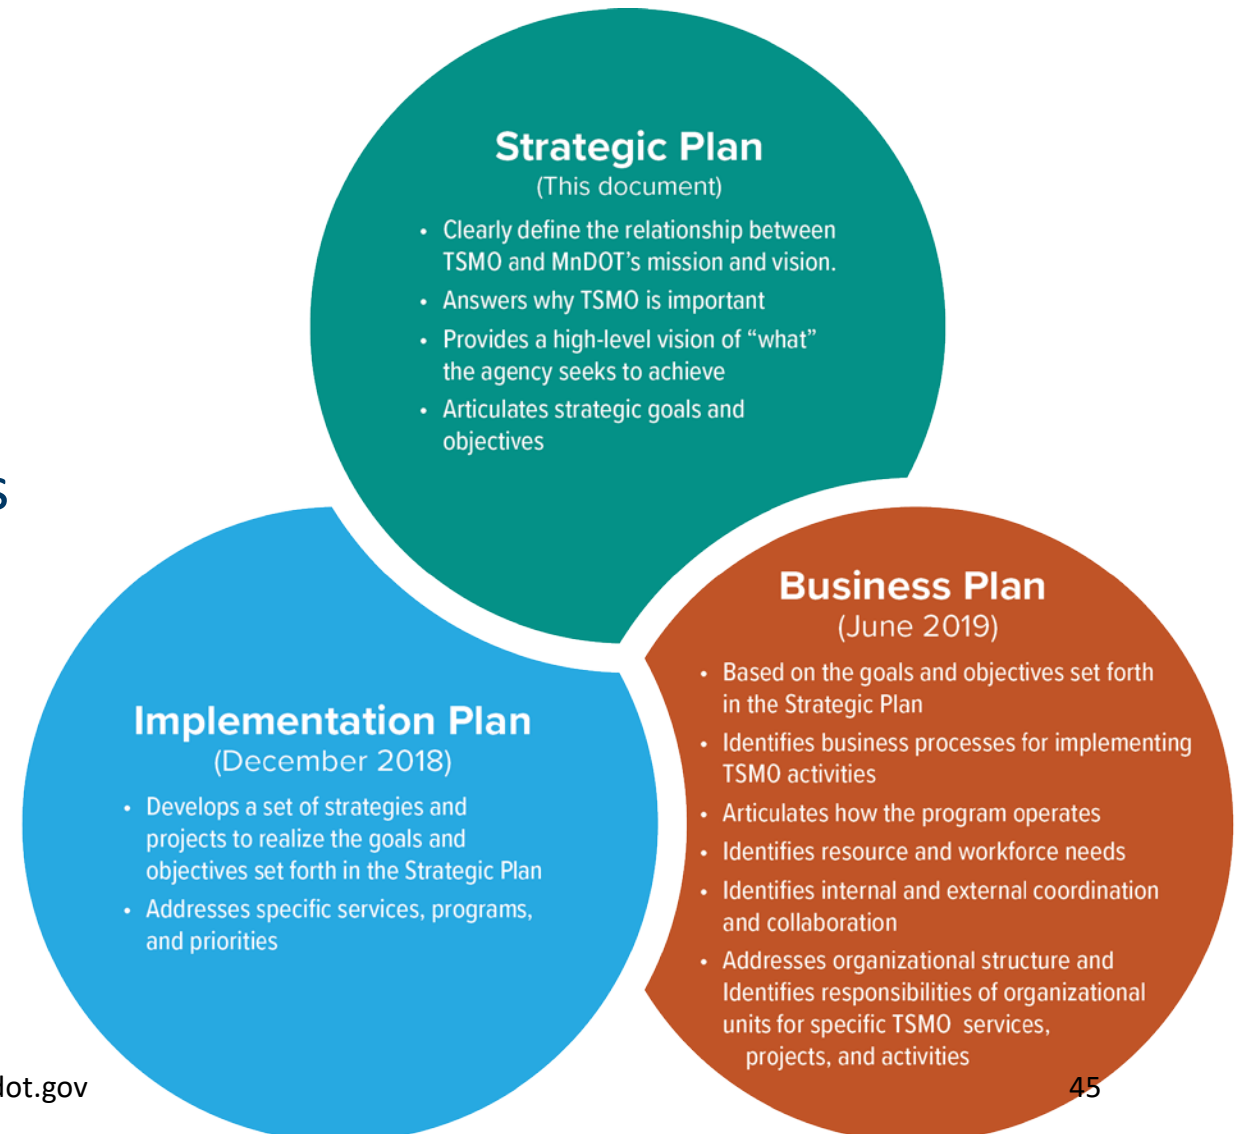 Strategic Plan
(This document)
• Clearly define the relationship between
TSMO and MnDOT’s mission and vision.
• Answers why TSMO is important
• Provides a high-level vision of “what”
the agency seeks to achieve
• Articulates strategic goals and
objectives
s
Implementation Plan
(December 2018)
• Develops a set of strategies and
projects to realize the goals and
objectives set forth in the Strategic Plan
• Addresses specific services, programs,
and priorities
Business Plan
(June 2019)
• Based on the goals and objectives set forth
in the Strategic Plan
• Identifies business processes for implementing
TSMO activities
• Articulates how the program operates
• Identifies resource and workforce needs
• Identifies internal and external coordination
and collaboration
• Addresses organizational structure and
Identifies responsibilities of organizational
units for specific TSMO services,
projects, and activities
dot.gov
45